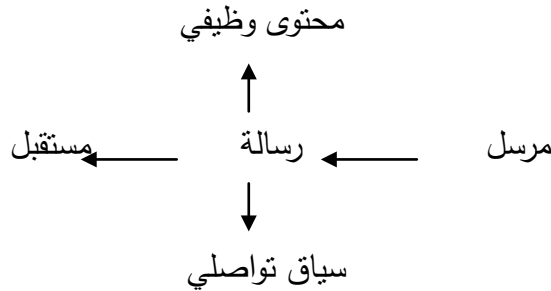 محتوى وظيفي
مرسل رسالة مستقبل
سياق تواصلي